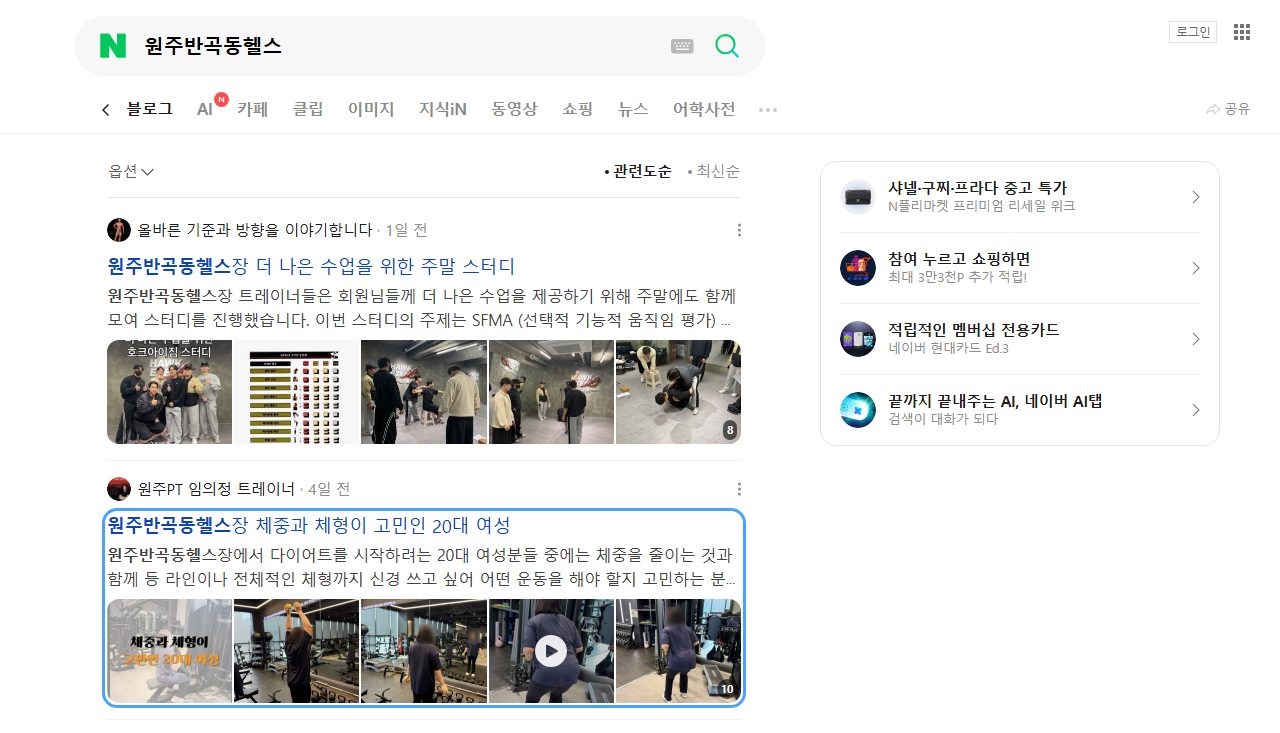 원주반곡동헬스
로그인
블로그
AI
N
카페
클립
이미지
지식iN
동영상
쇼핑
뉴스
어학사전
공유
옵션
• 관련도순
• 최신순
올바른 기준과 방향을 이야기합니다 · 1일 전
원주반곡동헬스장 더 나은 수업을 위한 주말 스터디
원주반곡동헬스장 트레이너들은 회원님들께 더 나은 수업을 제공하기 위해 주말에도 함께
모여 스터디를 진행했습니다. 이번 스터디의 주제는 SFMA (선택적 기능적 움직임 평가) ...
호크아이짐 스터디
8
원주PT 임의정 트레이너 · 4일 전
원주반곡동헬스장 체중과 체형이 고민인 20대 여성
원주반곡동헬스장에서 다이어트를 시작하려는 20대 여성분들 중에는 체중을 줄이는 것과
함께 등 라인이나 전체적인 체형까지 신경 쓰고 싶어 어떤 운동을 해야 할지 고민하는 분...
체중과 체형이
고민인 20대 여성
10
샤넬·구찌·프라다 중고 특가
N플리마켓 프리미엄 리세일 위크
참여 누르고 쇼핑하면
최대 3만3천P 추가 적립!
적립적인 멤버십 전용카드
네이버 현대카드 Ed.3
끝까지 끝내주는 AI, 네이버 AI탭
검색이 대화가 되다